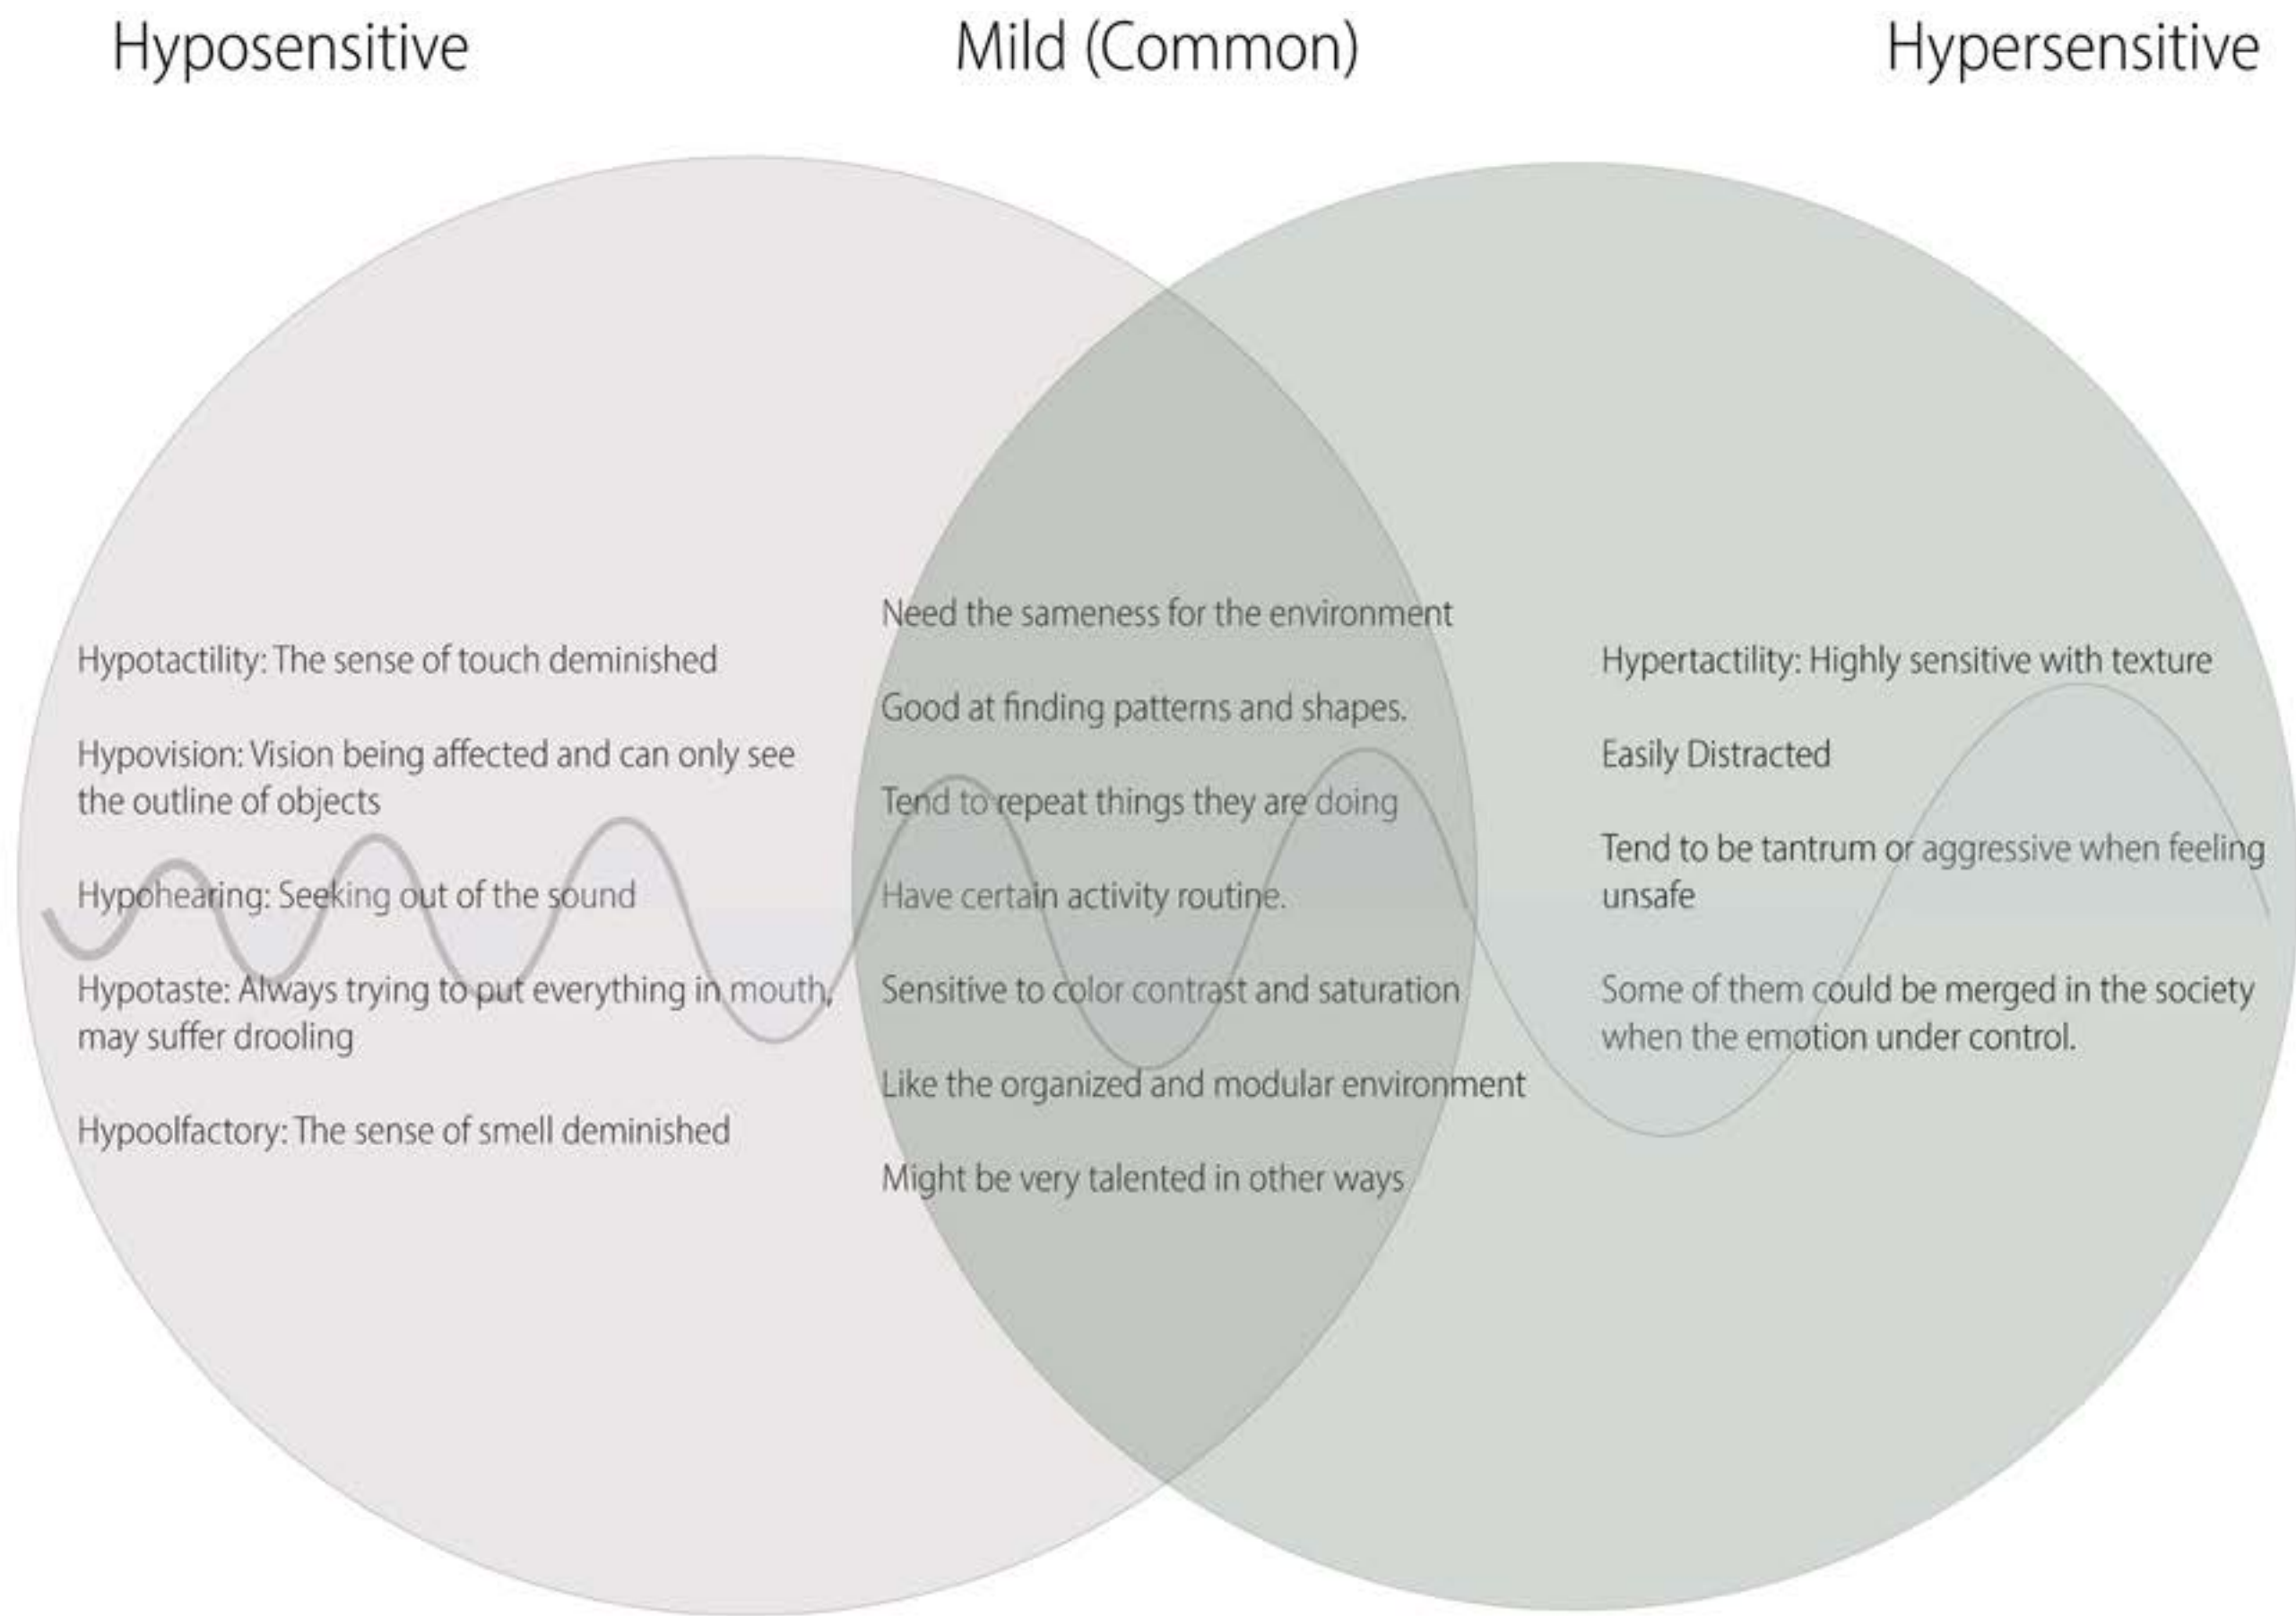 Hyposensitive
Mild (Common)
Hypersensitive
Hypotactility: The sense of touch deminished
Hypovision: Vision being affected and can only see
the outline of objects
Hypohearing: Seeking out of the sound
Hypotaste: Always trying to put everything in mouth,
may suffer drooling
Hypoolfactory: The sense of smell deminished
Need the sameness for the environment
Good at finding patterns and shapes.
Tend to repeat things they are doing
Have certain activity routine.
Sensitive to color contrast and saturation
Like the organized and modular environment
Might be very talented in other ways
Hypertactility: Highly sensitive with texture
Easily Distracted
Tend to be tantrum or aggressive when feeling
unsafe
Some of them could be merged in the society
when the emotion under control.